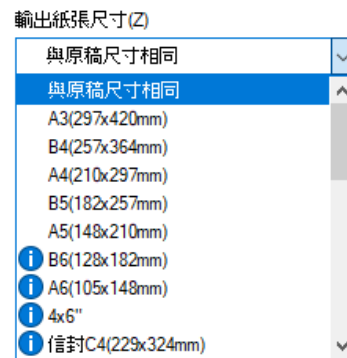 輸出紙張尺寸(Z)
與原稿尺寸相同
與原稿尺寸相同
A3(297x420mm)
B4(257x364mm)
A4(210x297mm)
B5(182x257mm)
A5(148x210mm)
B6(128x182mm)
A6(105x148mm)
4x6"
信封C4(229x324mm)